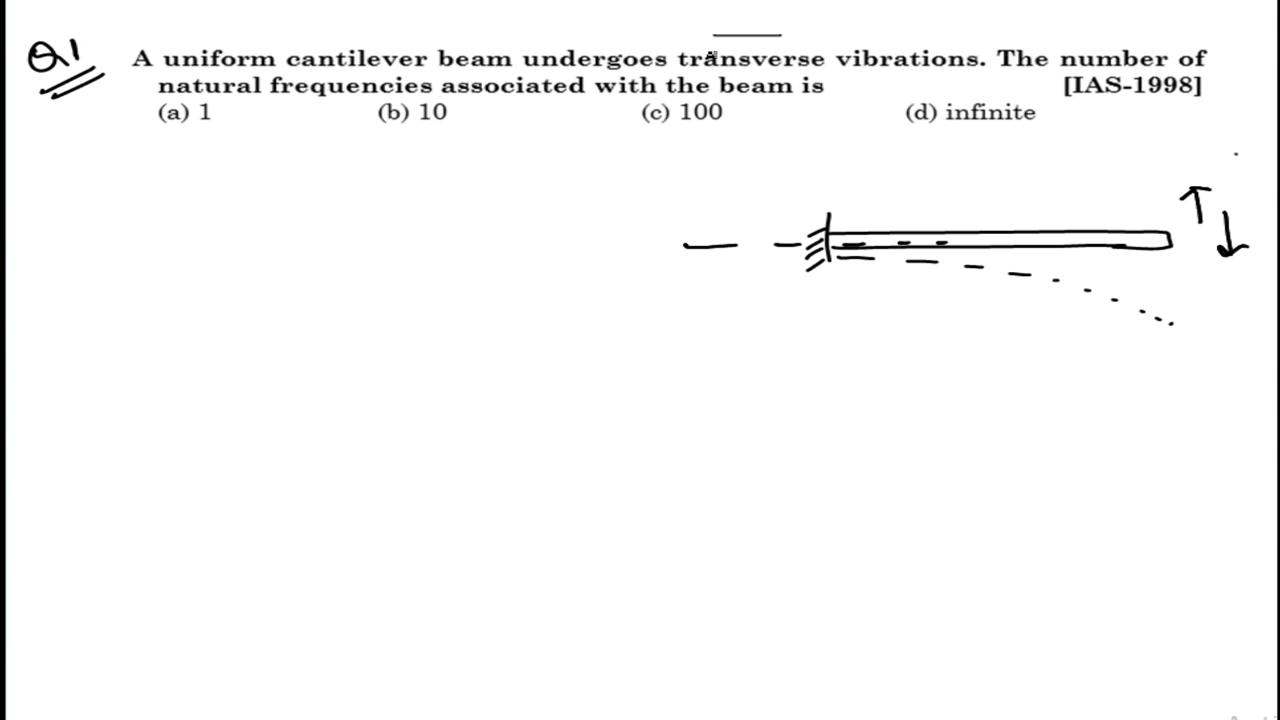 Q1
A uniform cantilever beam undergoes transverse vibrations. The number of
natural frequencies associated with the beam is [IAS-1998]
(a) 1 (b) 10 (c) 100 (d) infinite